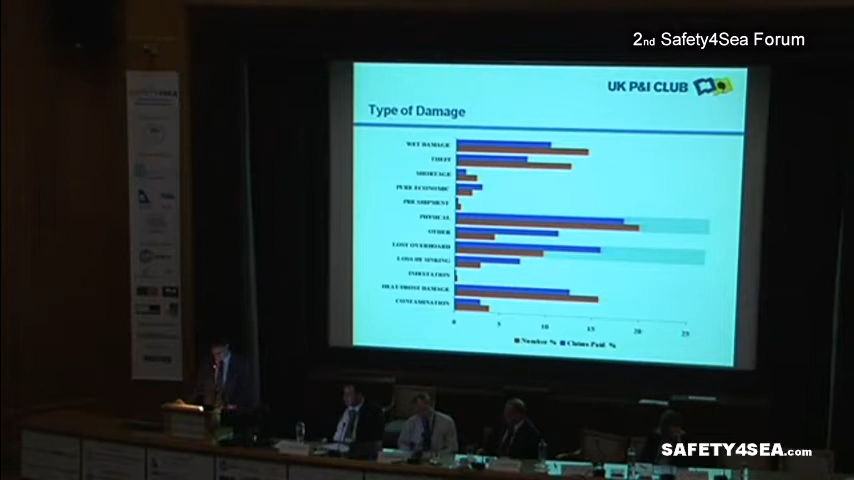 2nd Safety4Sea Forum
UK P&I CLUB
Type of Damage
WET DAMAGE
THEFT
SHORTAGE
PURE ECONOMIC
PRE SHIPMENT
PHYSICAL
OTHER
LOST OVERBOARD
LOSS BY SINKING
INFESTATION
HEAT/FROST DAMAGE
CONTAMINATION
0 5 10 15 20 25
Number % Claims Paid %
SAFETY4SEA
SAFETY4SEA.com